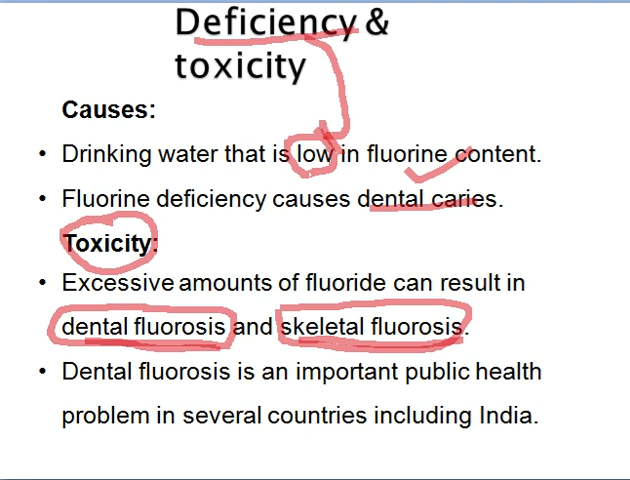 Deficiency &
toxicity
Causes:
• Drinking water that is low in fluorine content.
• Fluorine deficiency causes dental caries.
Toxicity:
• Excessive amounts of fluoride can result in
dental fluorosis and skeletal fluorosis.
• Dental fluorosis is an important public health
problem in several countries including India.